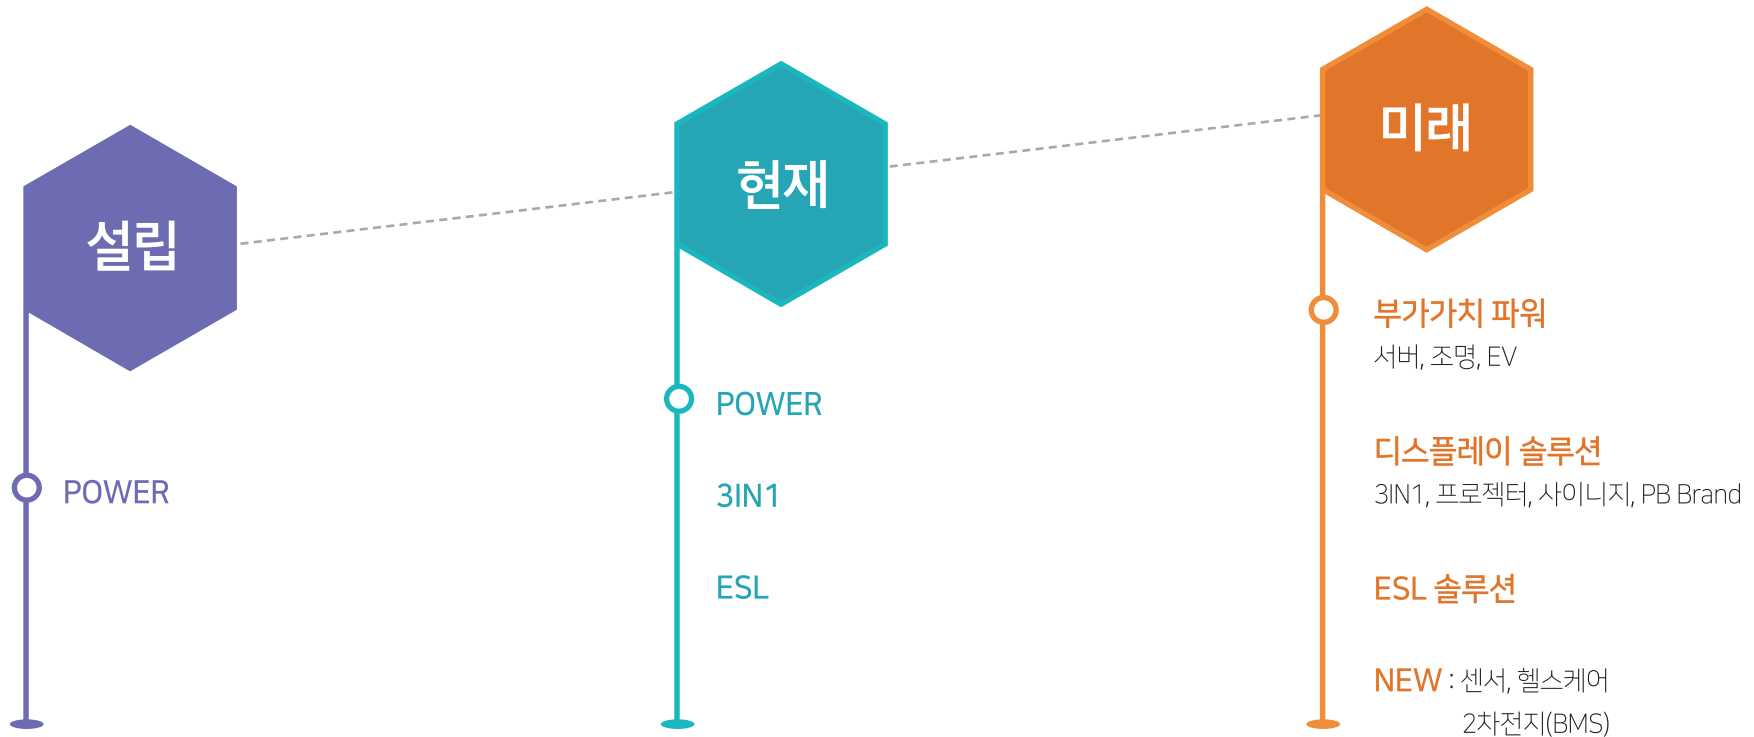 설립
POWER
현재
POWER
3IN1
ESL
미래
부가가치 파워
서버, 조명, EV
디스플레이 솔루션
3IN1, 프로젝터, 사이니지, PB Brand
ESL 솔루션
NEW : 센서, 헬스케어
2차전지(BMS)